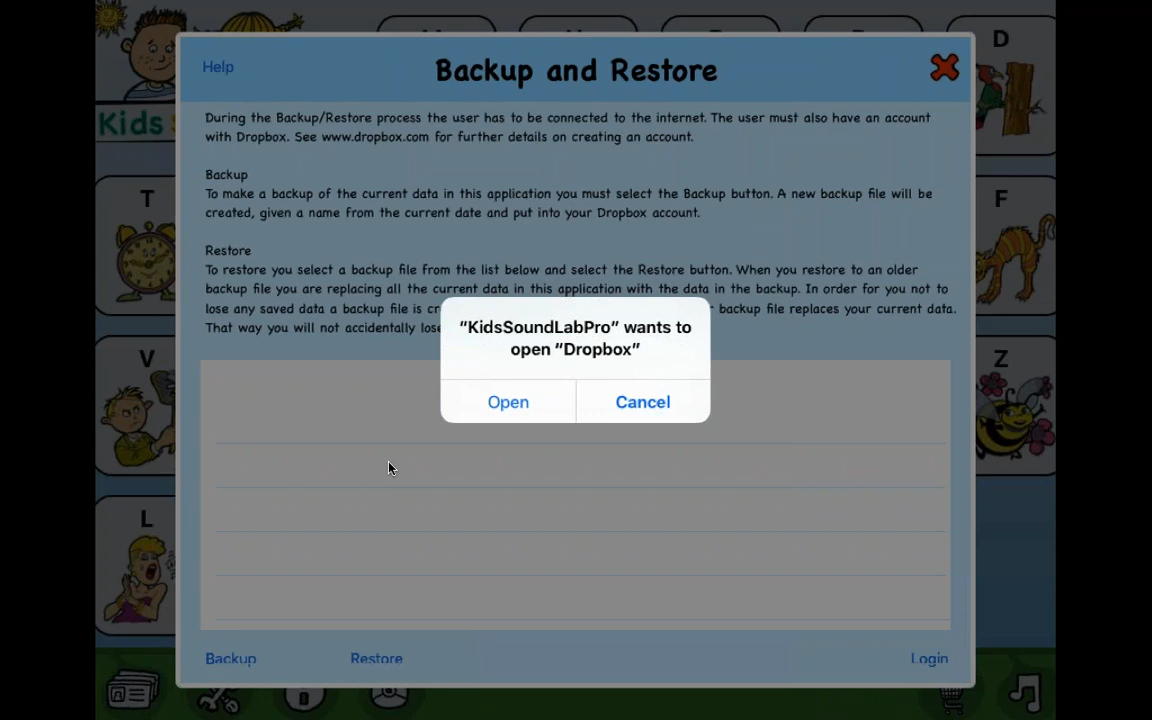 D
Help
Backup and Restore
Kids
During the Backup/Restore process the user has to be connected to the internet. The user must also have an account
with Dropbox. See www.dropbox.com for further details on creating an account.
Backup
T
F
To make a backup of the current data in this application you must select the Backup button. A new backup file will be
created, given a name from the current date and put into your Dropbox account.
Restore
To restore you select a backup file from the list below and select the Restore button. When you restore to an older
backup file you are replacing all the current data in this application with the data in the backup. In order for you not to
lose any saved data a backup file is backup file replaces your current data.
That way you will not accidentally
"KidsSoundLabPro" wants to
open "Dropbox"
Open
Cancel
V
Z
L
Backup
Restore
Login